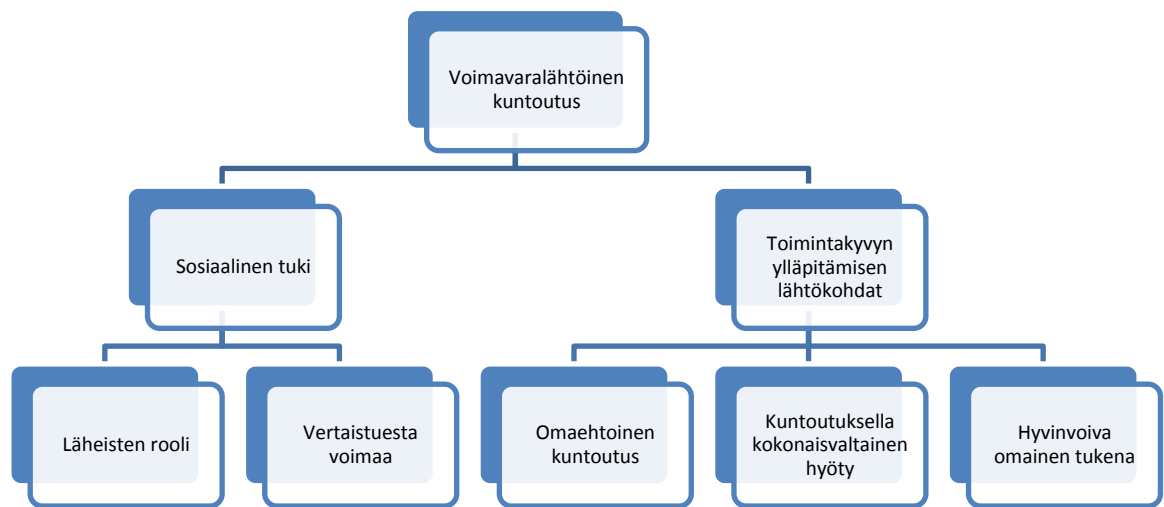 Voimavaralähtöinen
kuntoutus
Sosiaalinen tuki
Toimintakyvyn
ylläpitämisen
lähtökohdat
Läheisten rooli
Vertaistuesta
voimaa
Omaehtoinen
kuntoutus
Kuntoutuksella
kokonaisvaltainen
hyöty
Hyvinvoiva
omainen tukena